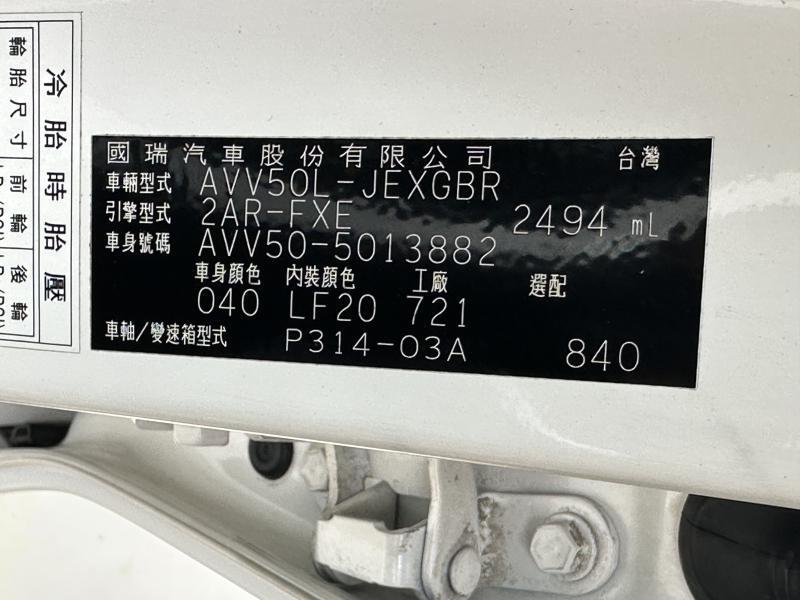 國瑞汽車股份有限公司 台灣
車輛型式 AVV50L-JEXGBR
引擎型式 2AR-FXE 2494 mL
車身號碼 AVV50-5013882
車身顏色 內裝顏色 工廠 選配
040 LF20 721
車軸/變速箱型式 P314-03A 840
冷胎時胎壓
輪胎尺寸 前輪 後輪